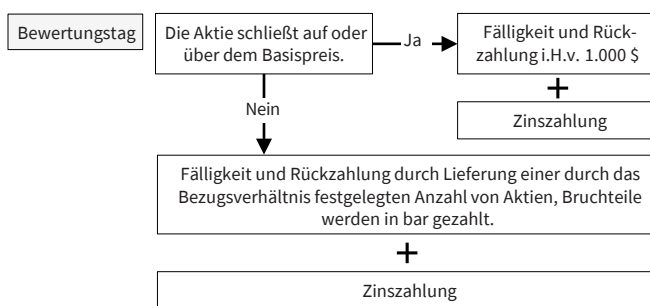 Bewertungstag
Die Aktie schließt auf oder
über dem Basispreis.
Ja
Fälligkeit und Rück-
zahlung i.H.v. 1.000 $
+
Zinszahlung
Nein
Fälligkeit und Rückzahlung durch Lieferung einer durch das
Bezugsverhältnis festgelegten Anzahl von Aktien, Bruchteile
werden in bar gezahlt.
+
Zinszahlung